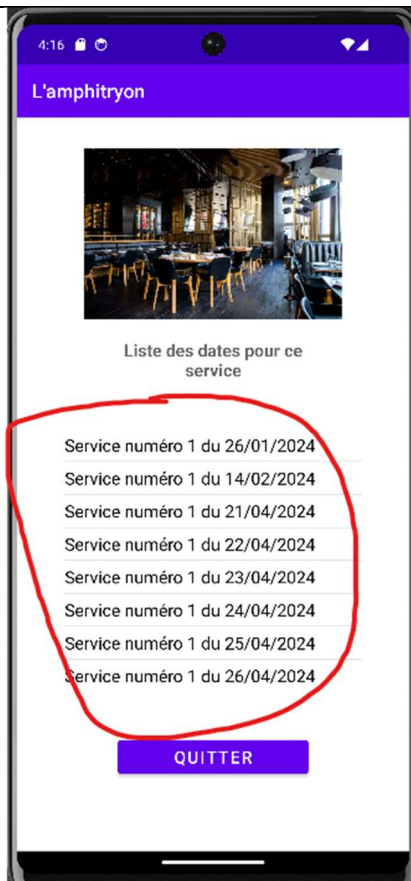 4:16
L'amphitryon
Liste des dates pour ce
service
Service numéro 1 du 26/01/2024
Service numéro 1 du 14/02/2024
Service numéro 1 du 21/04/2024
Service numéro 1 du 22/04/2024
Service numéro 1 du 23/04/2024
Service numéro 1 du 24/04/2024
Service numéro 1 du 25/04/2024
Service numéro 1 du 26/04/2024
QUITTER